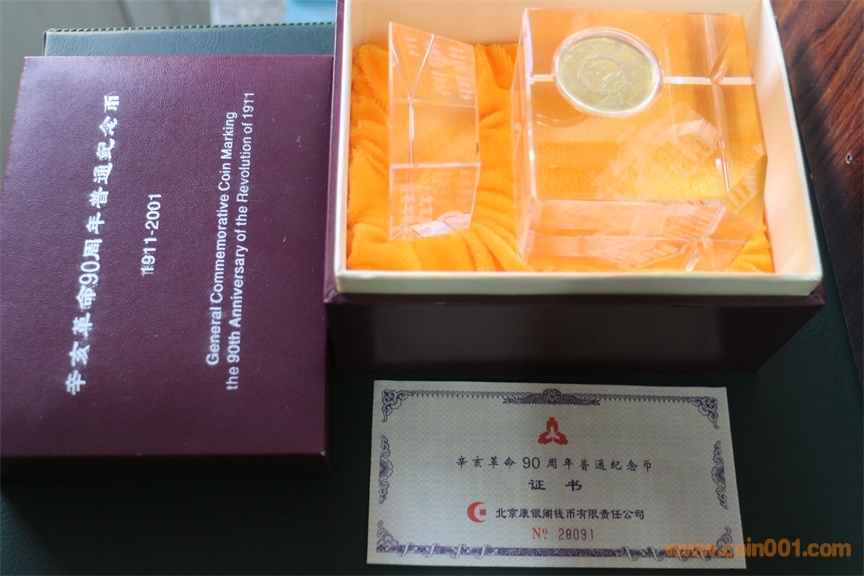 辛亥革命90周年普通纪念币
1911-2001
General Commemorative Coin Marking
the 90th Anniversary of the Revolution of 1911
辛亥革命90周年普通纪念币
证书
北京康银阁钱币有限责任公司
Nº 28091
www.coin001.com